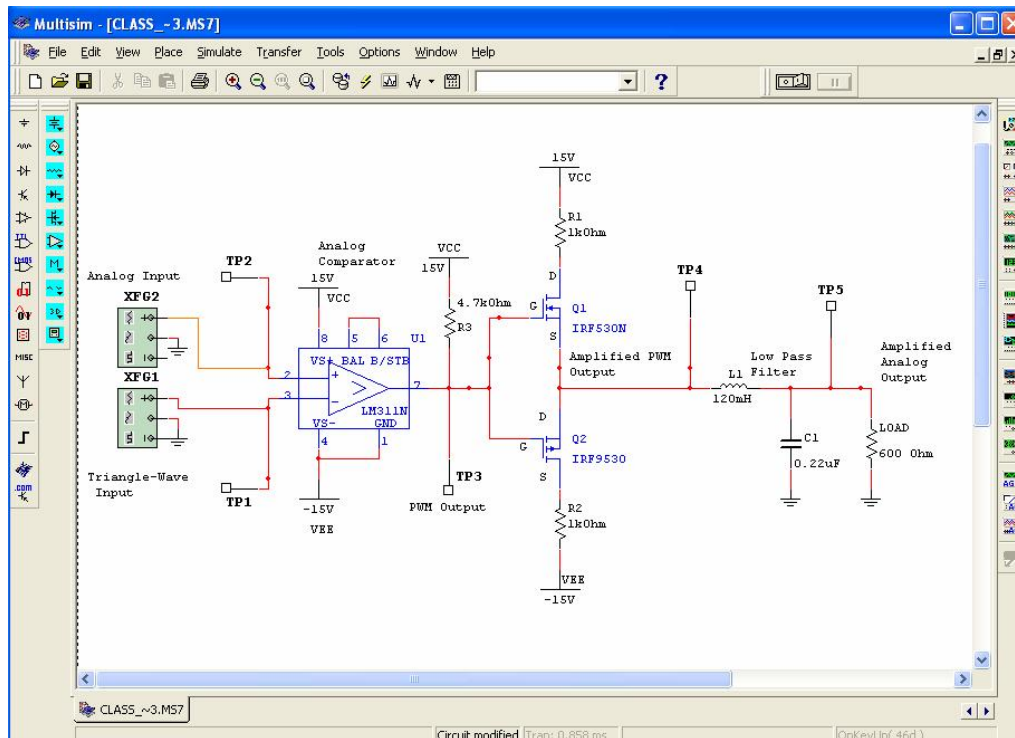 Multisim - [CLASS_~3.MS7]
File Edit View Place Simulate Transfer Tools Options Window Help
15V
VCC
R1
1kOhm
D
G
Q1
IRF530N
S
TP4
TP5
Analog Input
XFG2
XFG1
Triangle-Wave
Input
TP2
TP1
Analog
Comparator
15V
VCC
8
5
6
U1
VS+
BAL
B/STB
2
3
7
LM311N
VS-
GND
4
1
-15V
VEE
VCC
15V
4.7kOhm
R3
TP3
PWM Output
Amplified PWM
Output
D
G
Q2
IRF9530
S
R2
1kOhm
VEE
-15V
Low Pass
Filter
L1
120mH
C1
0.22uF
Amplified
Analog
Output
LOAD
600 Ohm
MISC
.com
CLASS_~3.MS7
Circuit modified Tran: 0.858 ms
OnKeyUp( 46d )